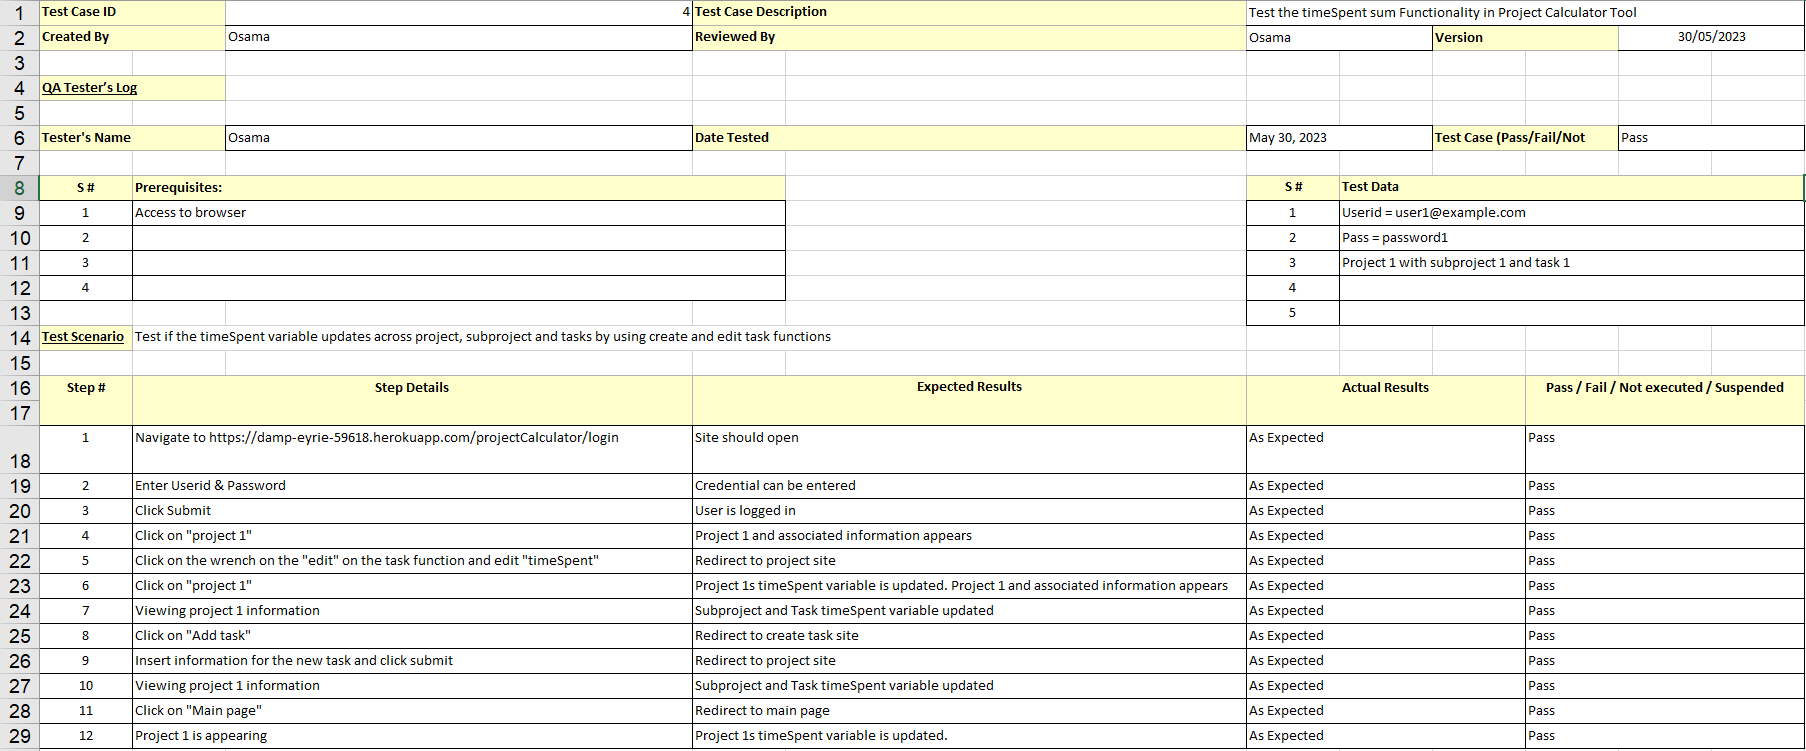 1 Test Case ID 4 Test Case Description Test the timeSpent sum Functionality in Project Calculator Tool
2 Created By Osama Reviewed By Osama Version 30/05/2023
3
4 QA Tester's Log
5
6 Tester's Name Osama Date Tested May 30, 2023 Test Case (Pass/Fail/Not Pass
7
8 S # Prerequisites: S # Test Data
9 1 Access to browser 1 Userid = user1@example.com
10 2 2 Pass = password1
11 3 3 Project 1 with subproject 1 and task 1
12 4 4
13 5
14 Test Scenario Test if the timeSpent variable updates across project, subproject and tasks by using create and edit task functions
15
16 Step # Step Details Expected Results Actual Results Pass / Fail / Not executed / Suspended
17
18 1 Navigate to https://damp-eyrie-59618.herokuapp.com/projectCalculator/login Site should open As Expected Pass
19 2 Enter Userid & Password Credential can be entered As Expected Pass
20 3 Click Submit User is logged in As Expected Pass
21 4 Click on "project 1" Project 1 and associated information appears As Expected Pass
22 5 Click on the wrench on the "edit" on the task function and edit "timeSpent" Redirect to project site As Expected Pass
23 6 Click on "project 1" Project 1s timeSpent variable is updated. Project 1 and associated information appears As Expected Pass
24 7 Viewing project 1 information Subproject and Task timeSpent variable updated As Expected Pass
25 8 Click on "Add task" Redirect to create task site As Expected Pass
26 9 Insert information for the new task and click submit Redirect to project site As Expected Pass
27 10 Viewing project 1 information Subproject and Task timeSpent variable updated As Expected Pass
28 11 Click on "Main page" Redirect to main page As Expected Pass
29 12 Project 1 is appearing Project 1s timeSpent variable is updated. As Expected Pass